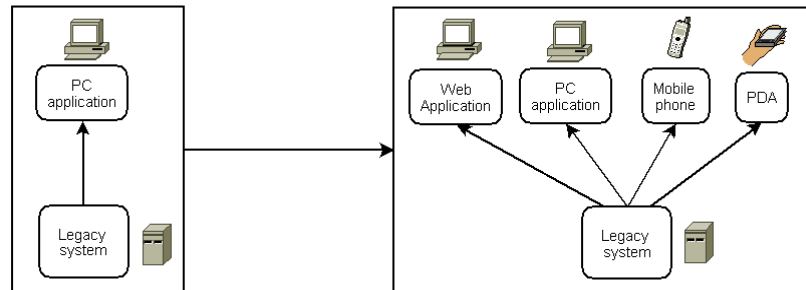 PC
application
Legacy
system
Web
Application
PC
application
Mobile
phone
PDA
Legacy
system